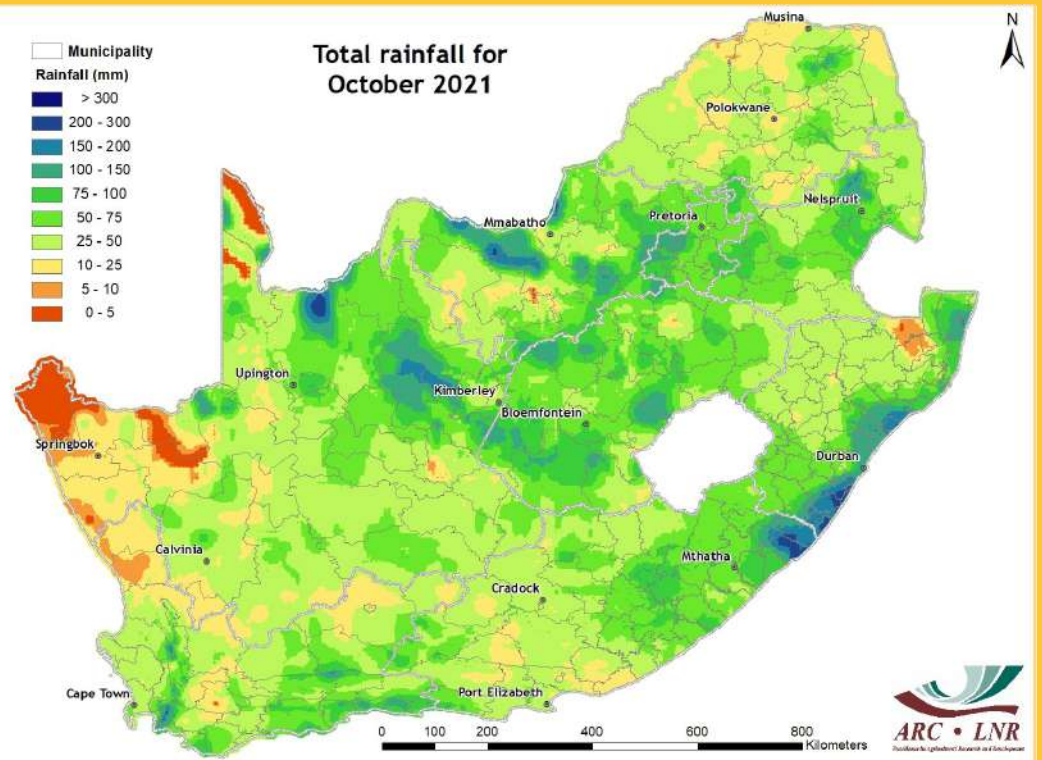 Total rainfall for
October 2021
Municipality
Rainfall (mm)
> 300
200 - 300
150 - 200
100 - 150
75 - 100
50 - 75
25 - 50
10 - 25
5 - 10
0 - 5
N
Musina
Polokwane
Nelspruit
Mmabatho
Pretoria
Upington
Kimberley
Bloemfontein
Springbok
Durban
Calvinia
Mthatha
Cradock
Cape Town
Port Elizabeth
0 100 200 400 600 800
Kilometers
ARC • LNR